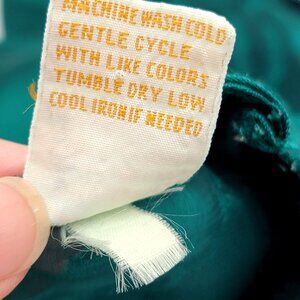 MACHINE WASH COLD
GENTLE CYCLE
WITH LIKE COLORS
TUMBLE DRY LOW
COOL IRON IF NEEDED